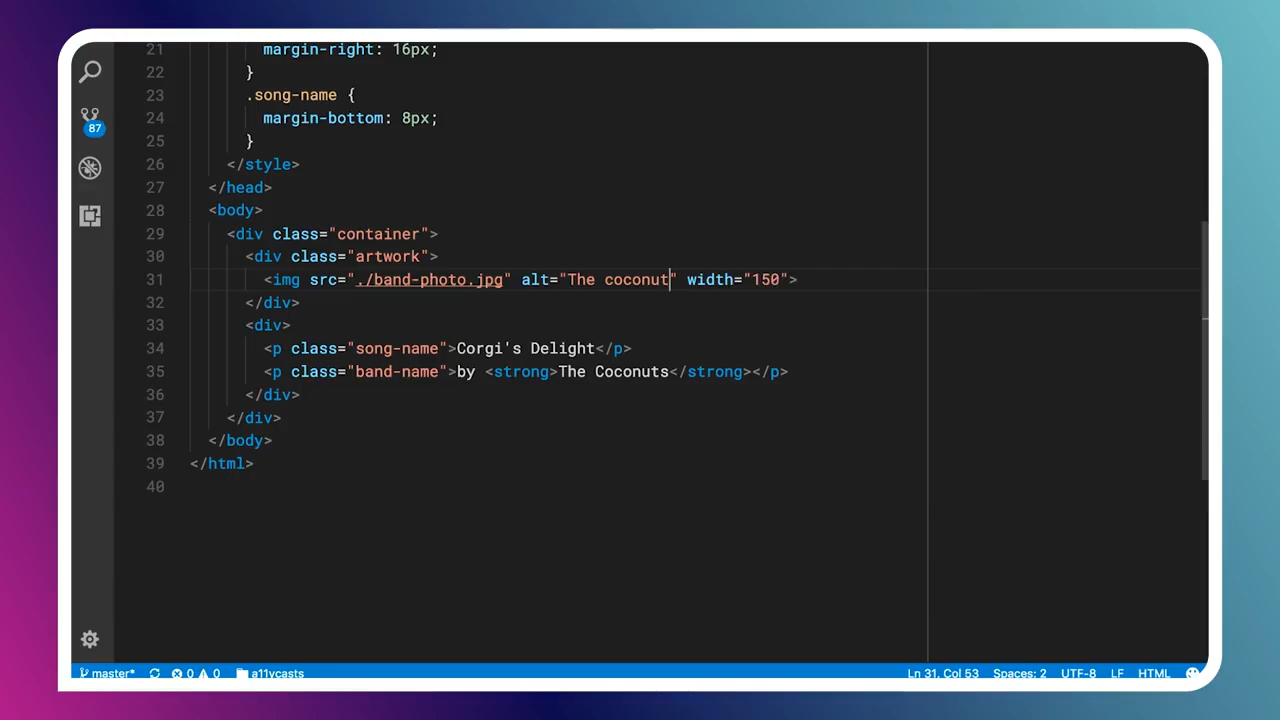 21 margin-right: 16px;
22 }
23 .song-name {
24 margin-bottom: 8px;
25 }
26 </style>
27 </head>
28 <body>
29 <div class="container">
30 <div class="artwork">
31 <img src="./band-photo.jpg" alt="The coconut" width="150">
32 </div>
33 <div>
34 <p class="song-name">Corgi's Delight</p>
35 <p class="band-name">by <strong>The Coconuts</strong></p>
36 </div>
37 </div>
38 </body>
39 </html>
40
87
master* 0 0 a11ycasts Ln 31, Col 53 Spaces: 2 UTF-8 LF HTML